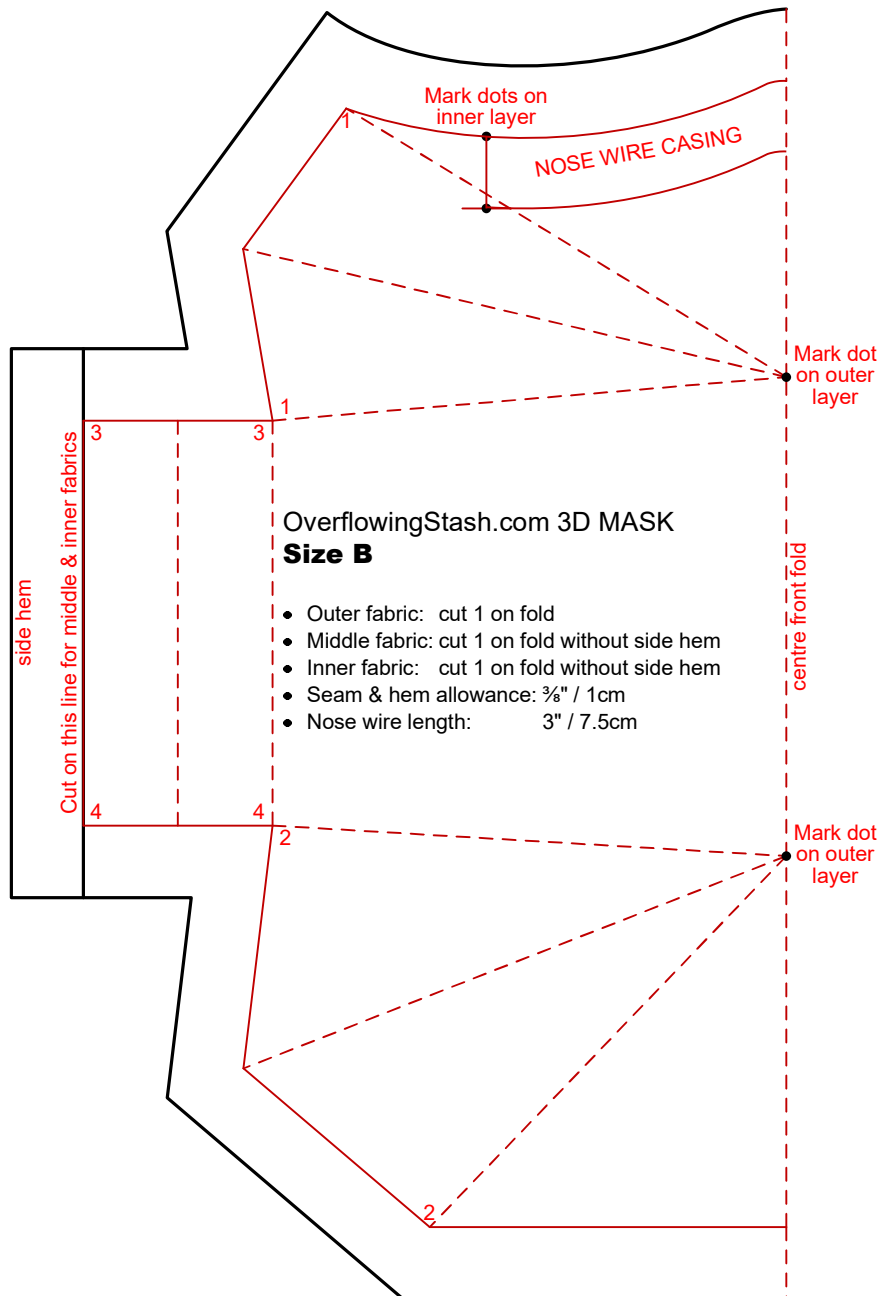 Mark dots on
inner layer
1
NOSE WIRE CASING
Mark dot
on outer
layer
1
3
3
OverflowingStash.com 3D MASK
Size B
• Outer fabric: cut 1 on fold
• Middle fabric: cut 1 on fold without side hem
• Inner fabric: cut 1 on fold without side hem
• Seam & hem allowance: ⅜" / 1cm
• Nose wire length: 3" / 7.5cm
side hem
Cut on this line for middle & inner fabrics
centre front fold
4
4
2
Mark dot
on outer
layer
2